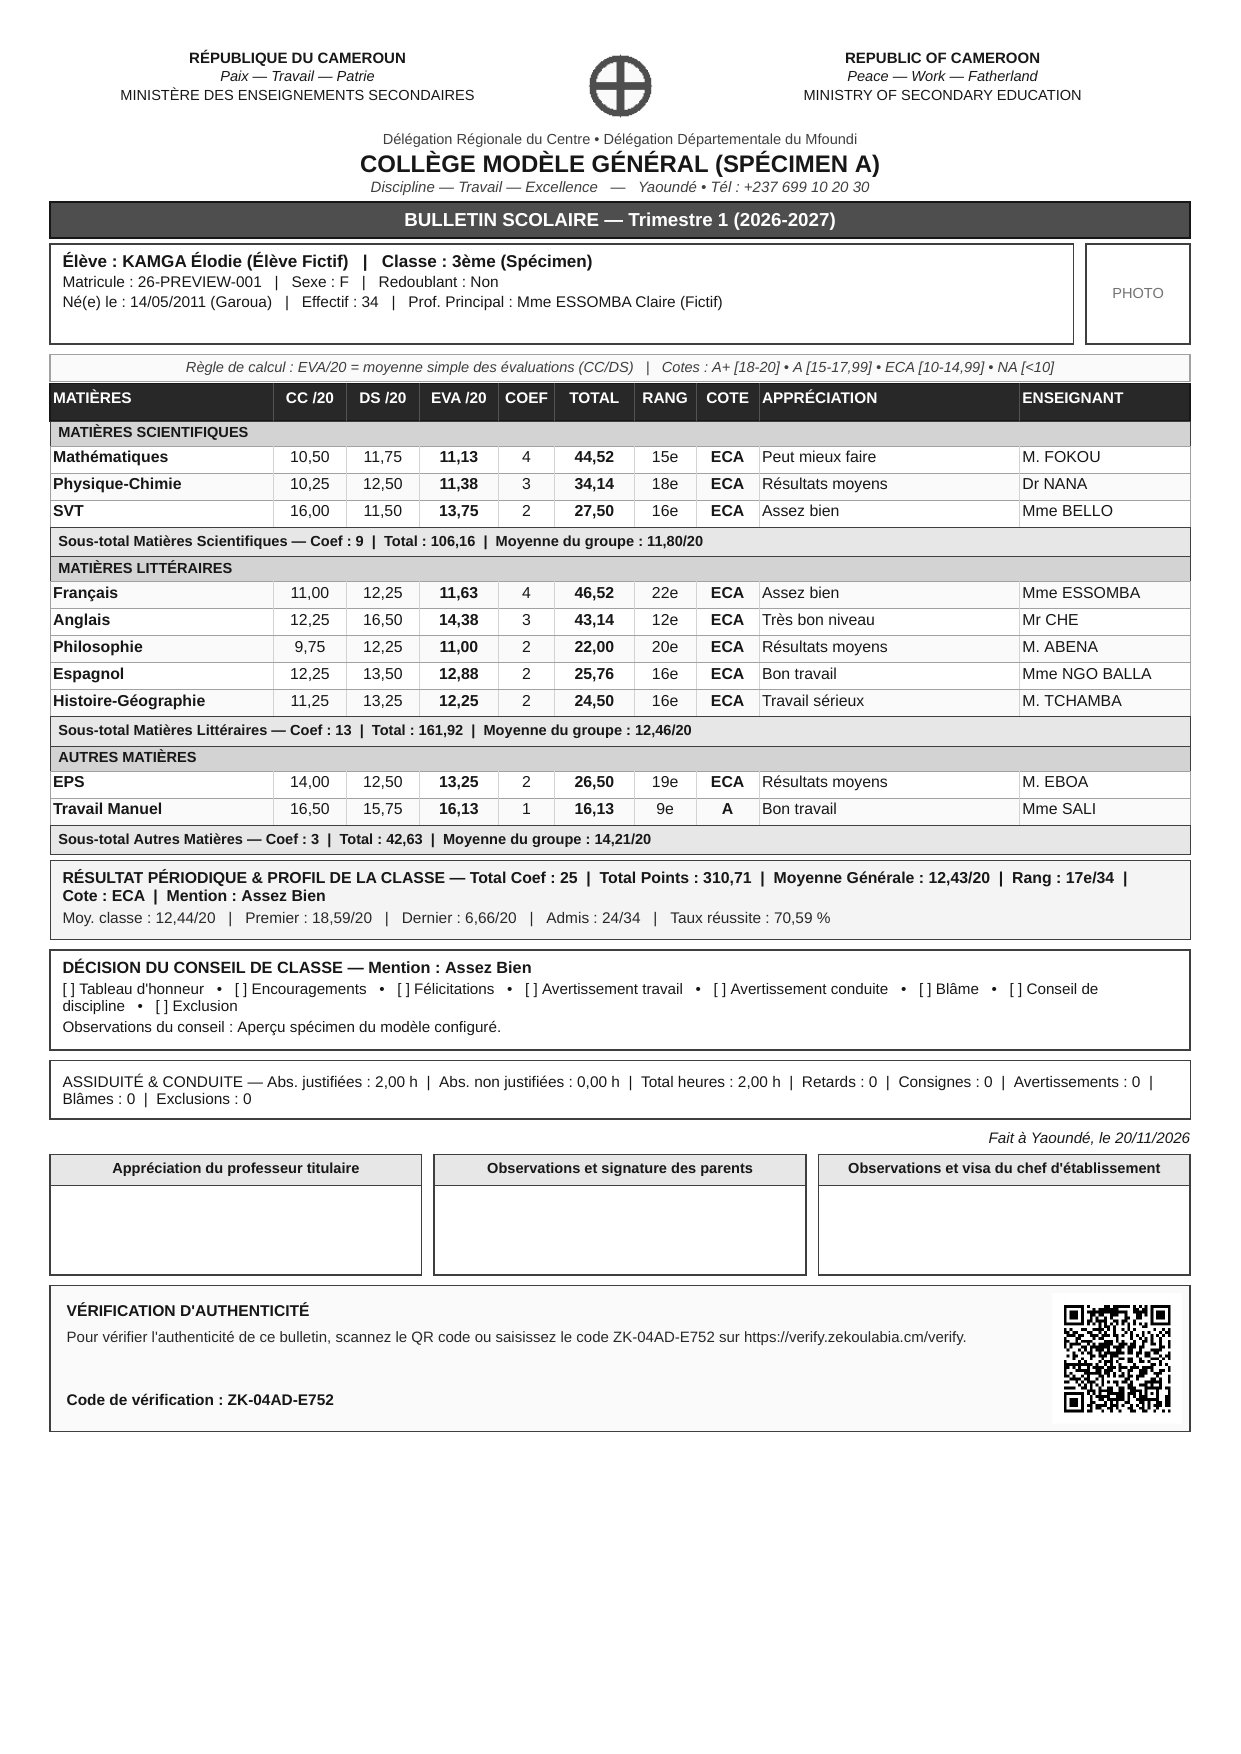 RÉPUBLIQUE DU CAMEROUN
Paix — Travail — Patrie
MINISTÈRE DES ENSEIGNEMENTS SECONDAIRES
REPUBLIC OF CAMEROON
Peace — Work — Fatherland
MINISTRY OF SECONDARY EDUCATION
Délégation Régionale du Centre • Délégation Départementale du Mfoundi
COLLÈGE MODÈLE GÉNÉRAL (SPÉCIMEN A)
Discipline — Travail — Excellence — Yaoundé • Tél : +237 699 10 20 30
BULLETIN SCOLAIRE — Trimestre 1 (2026-2027)
Élève : KAMGA Élodie (Élève Fictif) | Classe : 3ème (Spécimen)
Matricule : 26-PREVIEW-001 | Sexe : F | Redoublant : Non
Né(e) le : 14/05/2011 (Garoua) | Effectif : 34 | Prof. Principal : Mme ESSOMBA Claire (Fictif)
PHOTO
Règle de calcul : EVA/20 = moyenne simple des évaluations (CC/DS) | Cotes : A+ [18-20] • A [15-17,99] • ECA [10-14,99] • NA [<10]
MATIÈRES CC /20 DS /20 EVA /20 COEF TOTAL RANG COTE APPRÉCIATION ENSEIGNANT
MATIÈRES SCIENTIFIQUES
Mathématiques 10,50 11,75 11,13 4 44,52 15e ECA Peut mieux faire M. FOKOU
Physique-Chimie 10,25 12,50 11,38 3 34,14 18e ECA Résultats moyens Dr NANA
SVT 16,00 11,50 13,75 2 27,50 16e ECA Assez bien Mme BELLO
Sous-total Matières Scientifiques — Coef : 9 | Total : 106,16 | Moyenne du groupe : 11,80/20
MATIÈRES LITTÉRAIRES
Français 11,00 12,25 11,63 4 46,52 22e ECA Assez bien Mme ESSOMBA
Anglais 12,25 16,50 14,38 3 43,14 12e ECA Très bon niveau Mr CHE
Philosophie 9,75 12,25 11,00 2 22,00 20e ECA Résultats moyens M. ABENA
Espagnol 12,25 13,50 12,88 2 25,76 16e ECA Bon travail Mme NGO BALLA
Histoire-Géographie 11,25 13,25 12,25 2 24,50 16e ECA Travail sérieux M. TCHAMBA
Sous-total Matières Littéraires — Coef : 13 | Total : 161,92 | Moyenne du groupe : 12,46/20
AUTRES MATIÈRES
EPS 14,00 12,50 13,25 2 26,50 19e ECA Résultats moyens M. EBOA
Travail Manuel 16,50 15,75 16,13 1 16,13 9e A Bon travail Mme SALI
Sous-total Autres Matières — Coef : 3 | Total : 42,63 | Moyenne du groupe : 14,21/20
RÉSULTAT PÉRIODIQUE & PROFIL DE LA CLASSE — Total Coef : 25 | Total Points : 310,71 | Moyenne Générale : 12,43/20 | Rang : 17e/34 |
Cote : ECA | Mention : Assez Bien
Moy. classe : 12,44/20 | Premier : 18,59/20 | Dernier : 6,66/20 | Admis : 24/34 | Taux réussite : 70,59 %
DÉCISION DU CONSEIL DE CLASSE — Mention : Assez Bien
[ ] Tableau d'honneur • [ ] Encouragements • [ ] Félicitations • [ ] Avertissement travail • [ ] Avertissement conduite • [ ] Blâme • [ ] Conseil de
discipline • [ ] Exclusion
Observations du conseil : Aperçu spécimen du modèle configuré.
ASSIDUITÉ & CONDUITE — Abs. justifiées : 2,00 h | Abs. non justifiées : 0,00 h | Total heures : 2,00 h | Retards : 0 | Consignes : 0 | Avertissements : 0 |
Blâmes : 0 | Exclusions : 0
Fait à Yaoundé, le 20/11/2026
Appréciation du professeur titulaire
Observations et signature des parents
Observations et visa du chef d'établissement
VÉRIFICATION D'AUTHENTICITÉ
Pour vérifier l'authenticité de ce bulletin, scannez le QR code ou saisissez le code ZK-04AD-E752 sur https://verify.zekoulabia.cm/verify.
Code de vérification : ZK-04AD-E752